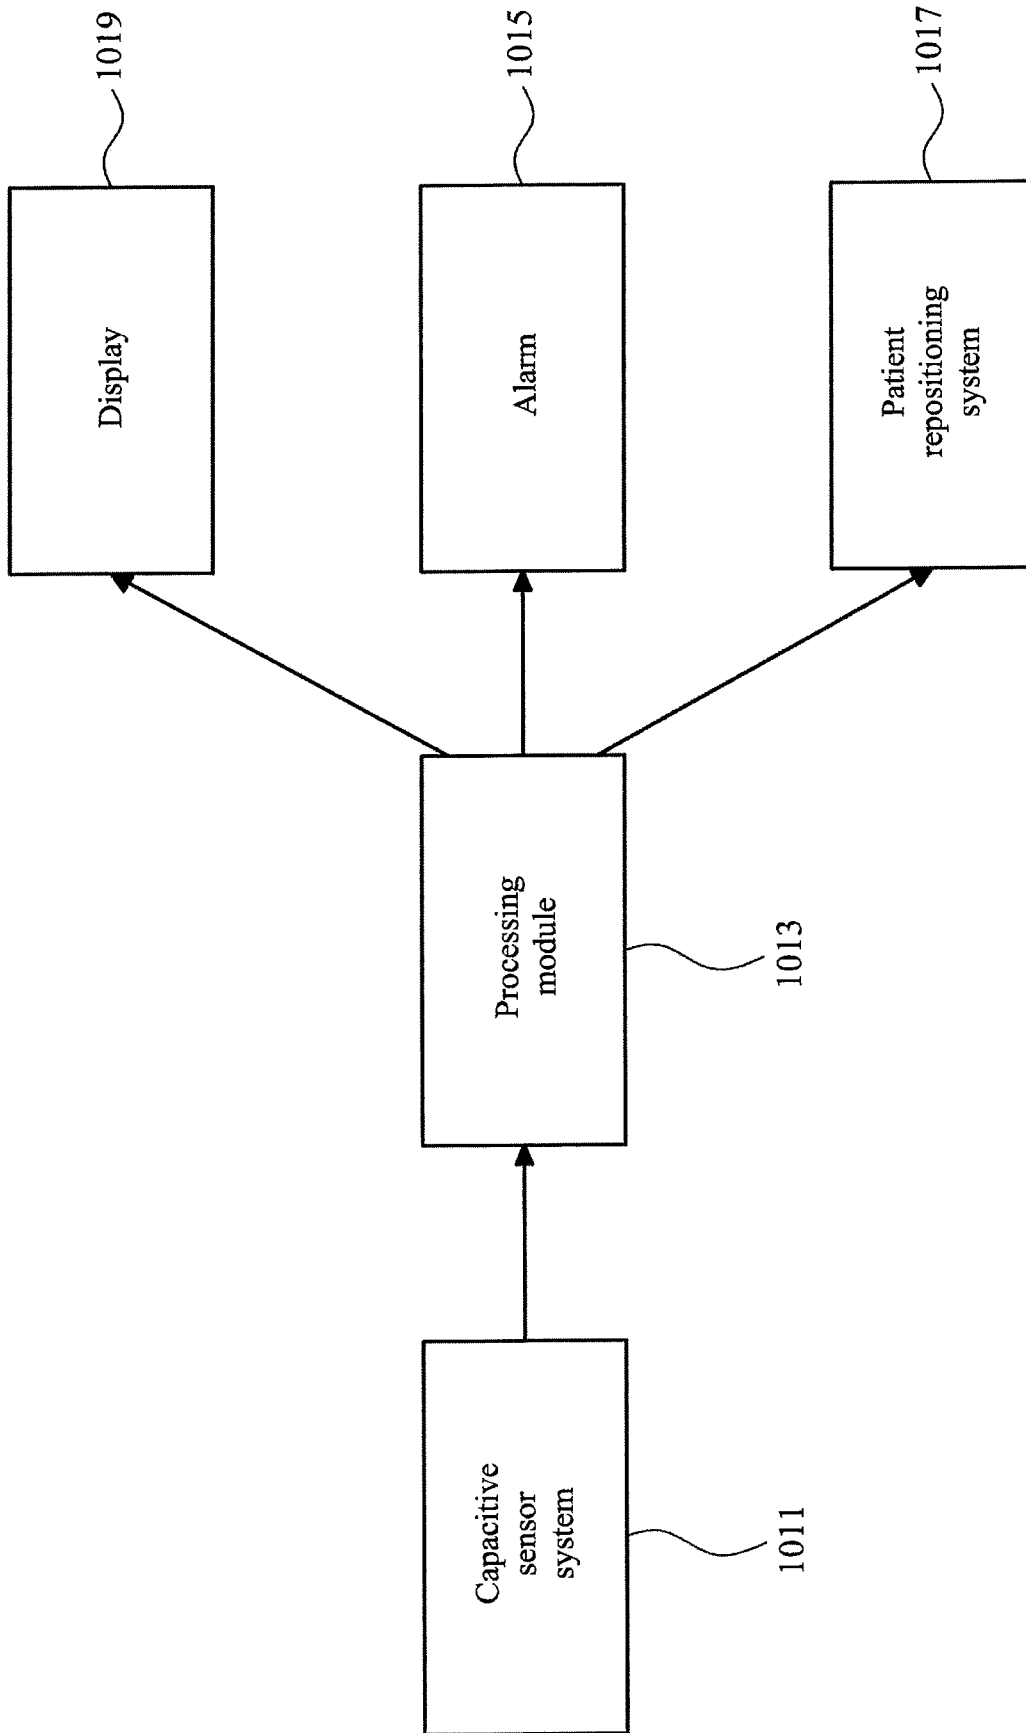 Capacitive
sensor
system
1011
Processing
module
1013
Display
1019
Alarm
1015
Patient
repositioning
system
1017